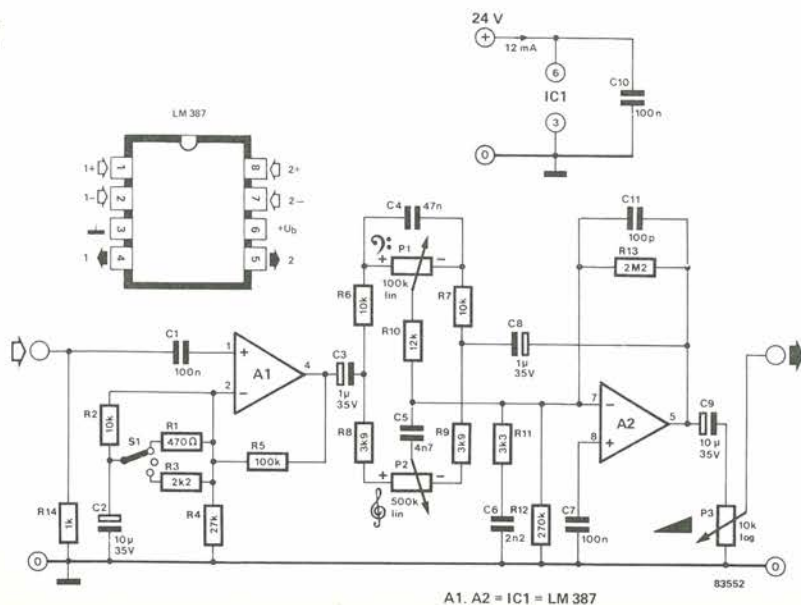 24 V
+
12 mA
6
IC1
3
C10
100n
0
LM 387
1+
1
8
2+
1–
2
7
2–
3
6
+Ub
1
4
5
2
C4
47n
P1
+
–
100k
lin
R6
10k
R7
10k
R10
12k
C11
100p
R13
2M2
C1
100n
1
+
A1
4
2
–
C3
1µ
35V
C8
1µ
35V
R2
10k
S1
R1
470Ω
R3
2k2
R5
100k
R8
3k9
C5
4n7
R9
3k9
P2
+
–
500k
lin
R11
3k3
7
–
A2
5
8
+
C9
10µ
35V
R14
1k
C2
10µ
35V
R4
27k
C6
2n2
R12
270k
C7
100n
P3
10k
log
0
0
83552
A1. A2 = IC1 = LM 387